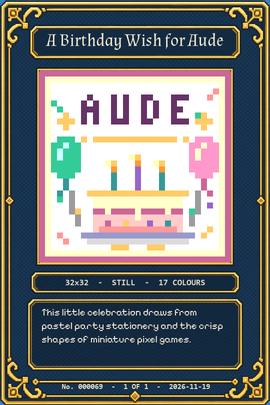 A Birthday Wish for Aude
AUDE
32x32 - STILL - 17 COLOURS
This little celebration draws from
pastel party stationery and the crisp
shapes of miniature pixel games.
No. 000069 - 1 OF 1 - 2026-11-19